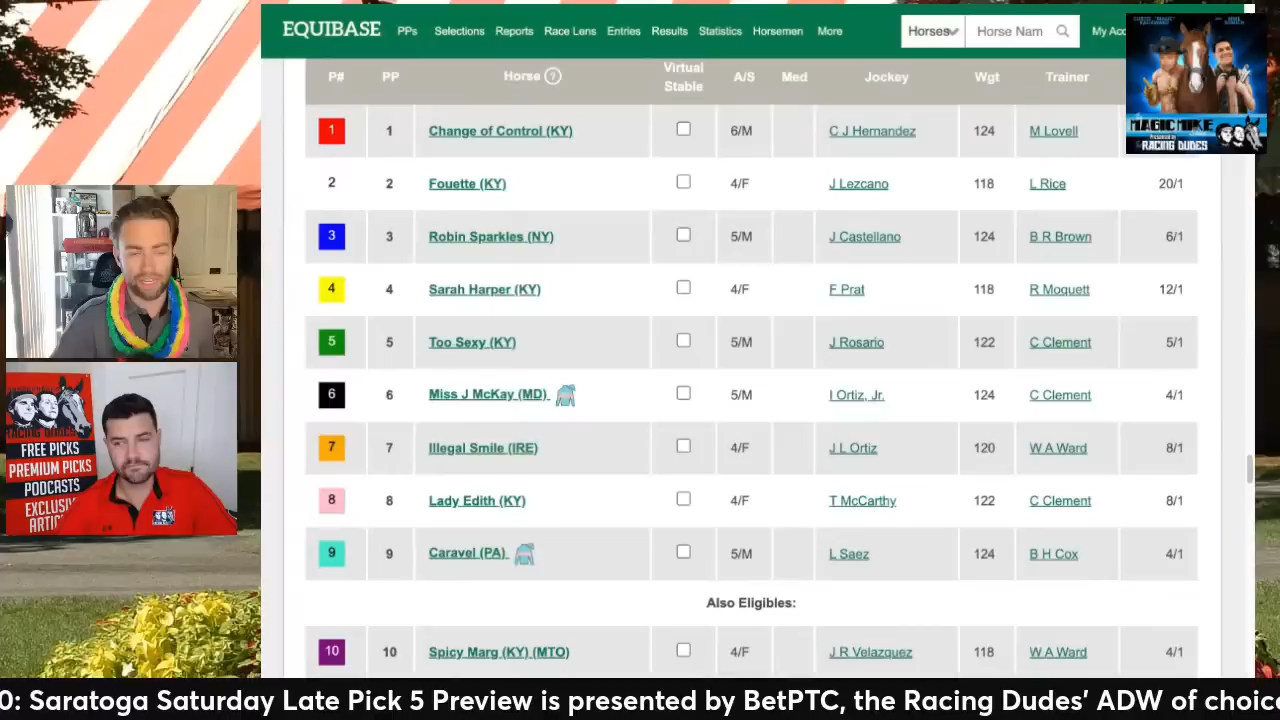 EQUIBASE PPs Selections Reports Race Lens Entries Results Statistics Horsemen More Horses Horse Nam My Acc
P# PP Horse ? Virtual Stable A/S Med Jockey Wgt Trainer
1 1 Change of Control (KY) 6/M C J Hernandez 124 M Lovell
2 2 Fouette (KY) 4/F J Lezcano 118 L Rice 20/1
3 3 Robin Sparkles (NY) 5/M J Castellano 124 B R Brown 6/1
4 4 Sarah Harper (KY) 4/F F Prat 118 R Moquett 12/1
5 5 Too Sexy (KY) 5/M J Rosario 122 C Clement 5/1
6 6 Miss J McKay (MD) 5/M I Ortiz, Jr. 124 C Clement 4/1
7 7 Illegal Smile (IRE) 4/F J L Ortiz 120 W A Ward 8/1
8 8 Lady Edith (KY) 4/F T McCarthy 122 C Clement 8/1
9 9 Caravel (PA) 5/M L Saez 124 B H Cox 4/1
Also Eligibles:
10 10 Spicy Marg (KY) (MTO) 4/F J R Velazquez 118 W A Ward 4/1
MAGIC MIKE
Presented by
RACING DUDES
RACING DUDES
FREE PICKS
PREMIUM PICKS
PODCASTS
EXCLUSIV
ARTIC
0: Saratoga Saturday Late Pick 5 Preview is presented by BetPTC, the Racing Dudes' ADW of choic